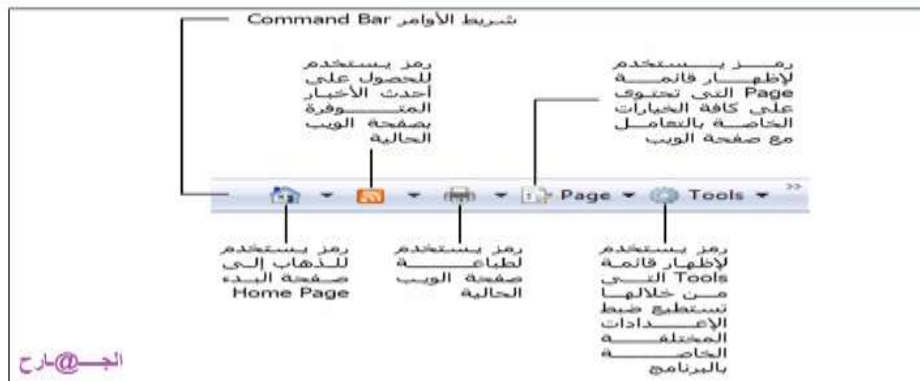 شريط الأوامر Command Bar
رمز يستخدم
لإظهار قائمة
Page التى تحتوف
على كافة الخيارات
الخاصة بالتعامل
مع صفحة الويب
رمز يستخدم
للحصول على
أحدث الأخبار
المتوفرة
بصفحة الويب
الحالية
Page Tools
رمز يستخدم
لإظهار قائمة
Tools التى
من خلالها
تستطيع ضبط
الإعدادات
المختلفة
الخاصة
بالبرنامج
رمز يستخدم
لطباعة
صفحة الويب
الحالية
رمز يستخدم
للذهاب إلى
صفحة البدء
Home Page
الجـــ@ـارح